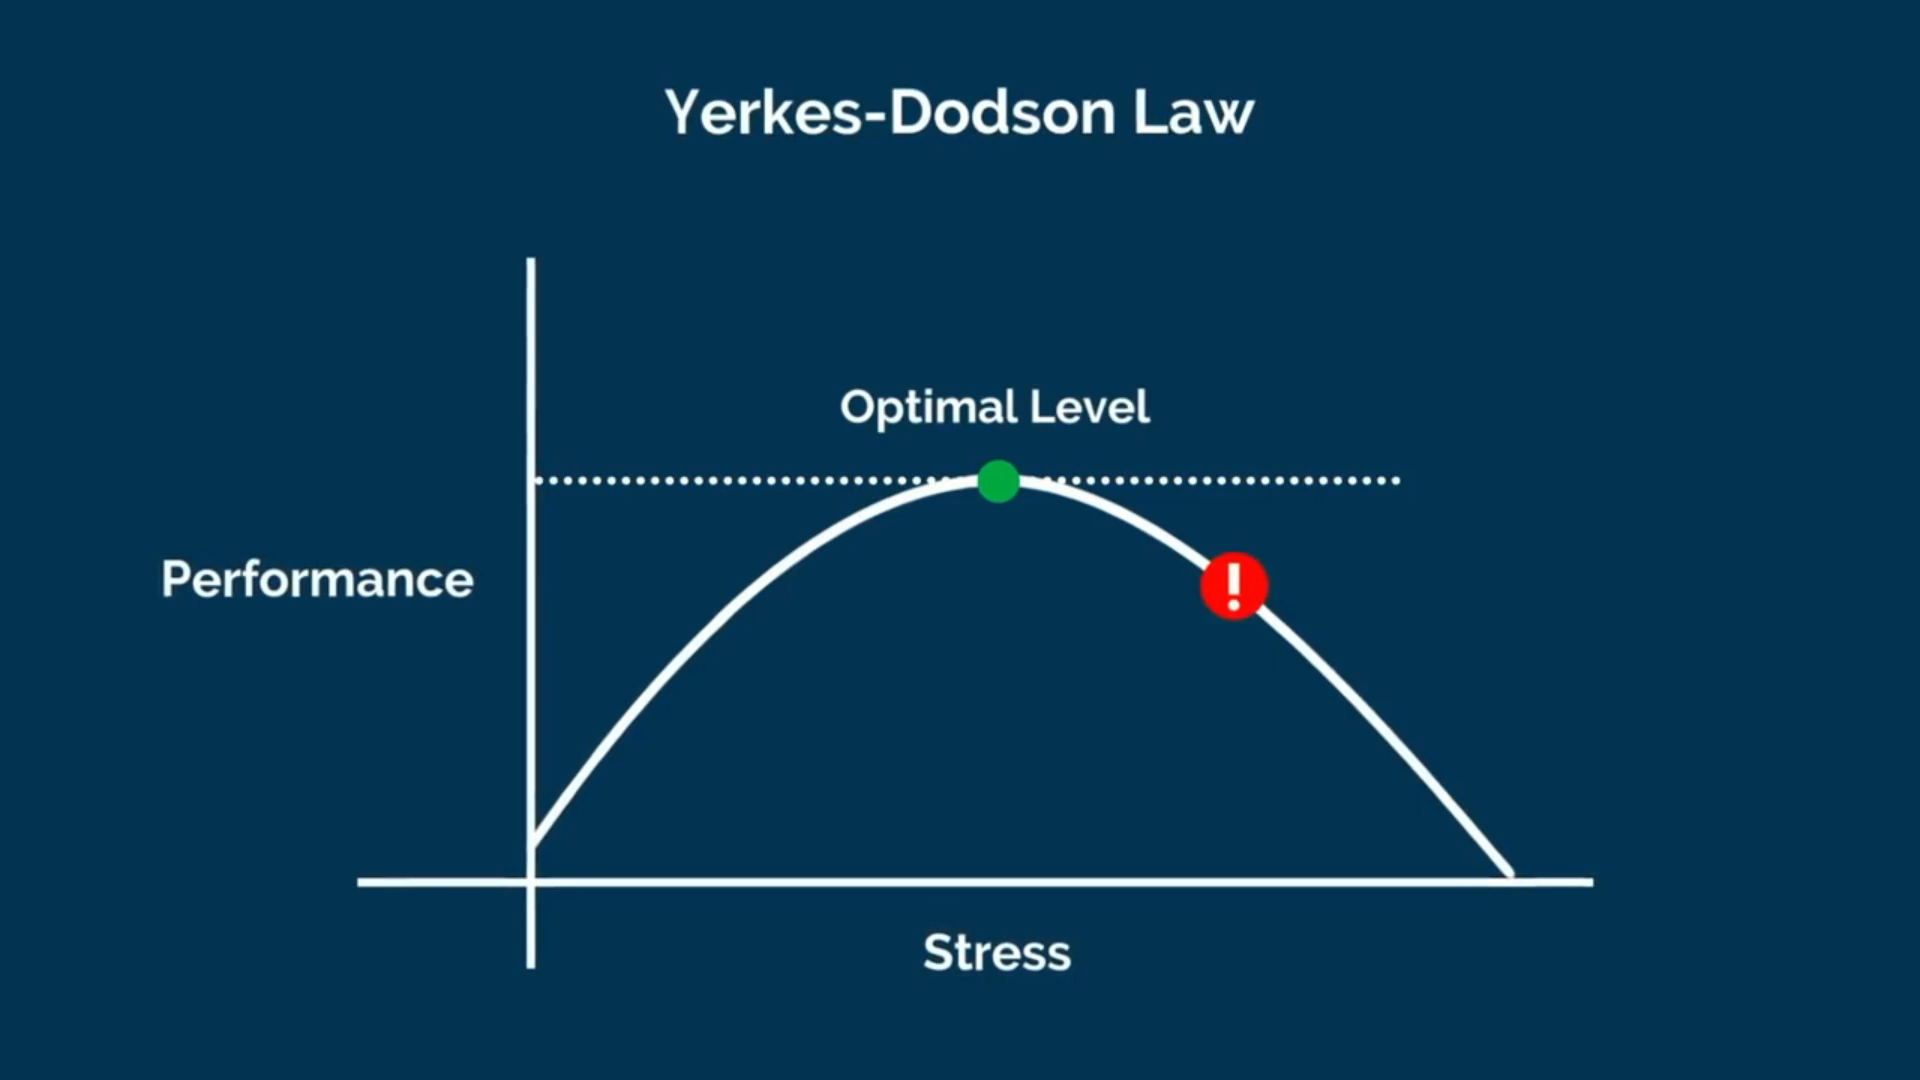 Yerkes-Dodson Law
Optimal Level
Performance
!
Stress